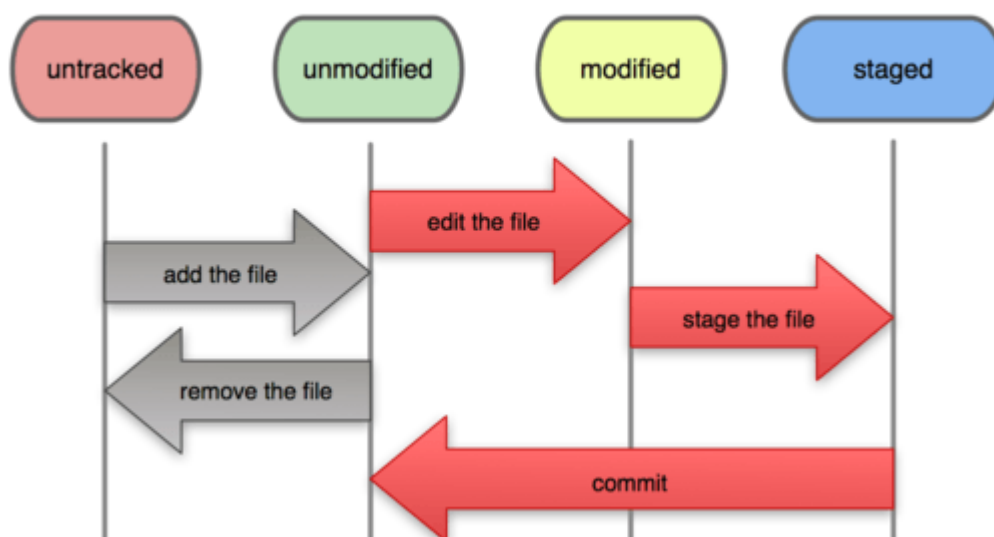 untracked
unmodified
modified
staged
edit the file
add the file
stage the file
remove the file
commit